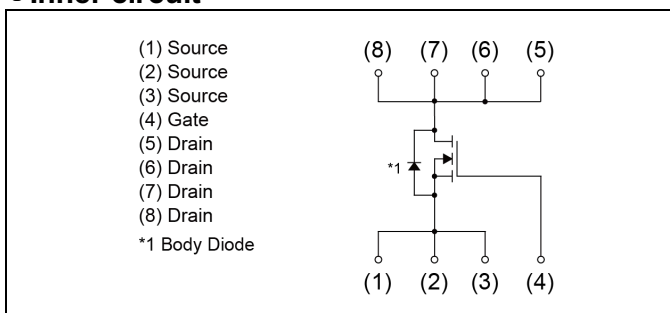 Inner circuit
(1) Source
(2) Source
(3) Source
(4) Gate
(5) Drain
(6) Drain
(7) Drain
(8) Drain
*1 Body Diode
(8) (7) (6) (5)
*1
(1) (2) (3) (4)